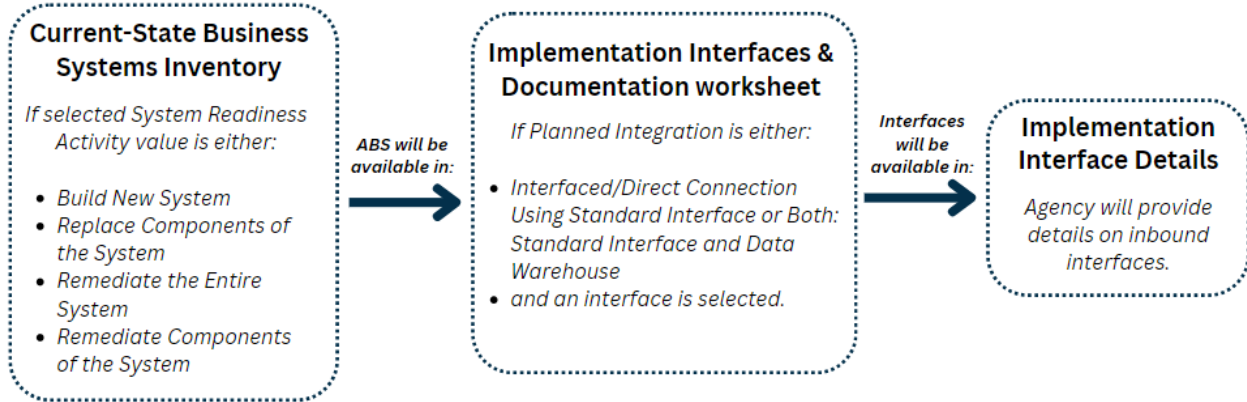 Current-State Business
Systems Inventory
If selected System Readiness
Activity value is either:
• Build New System
• Replace Components of
the System
• Remediate the Entire
System
• Remediate Components
of the System
ABS will be
available in:
Implementation Interfaces &
Documentation worksheet
If Planned Integration is either:
• Interfaced/Direct Connection
Using Standard Interface or Both:
Standard Interface and Data
Warehouse
• and an interface is selected.
Interfaces
will be
available in:
Implementation
Interface Details
Agency will provide
details on inbound
interfaces.